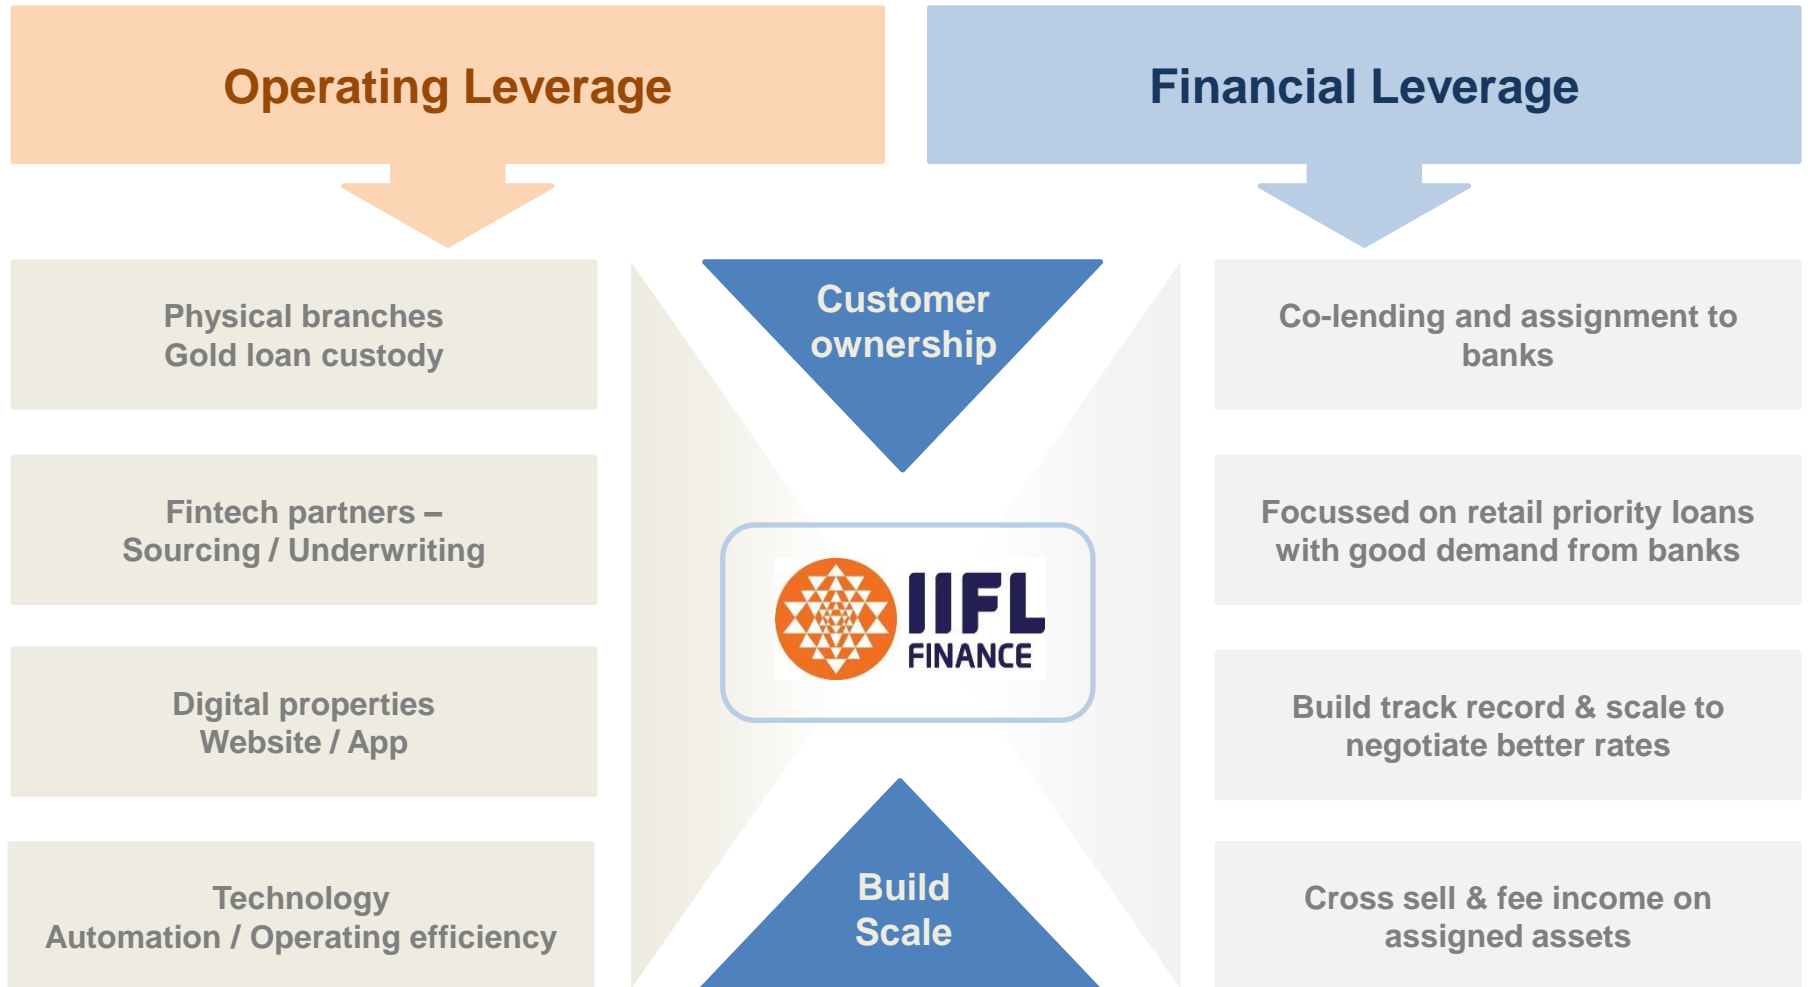 Operating Leverage
Financial Leverage
Physical branches
Gold loan custody
Fintech partners –
Sourcing / Underwriting
Digital properties
Website / App
Technology
Automation / Operating efficiency
Customer
ownership
IIFL
FINANCE
Build
Scale
Co-lending and assignment to
banks
Focussed on retail priority loans
with good demand from banks
Build track record & scale to
negotiate better rates
Cross sell & fee income on
assigned assets